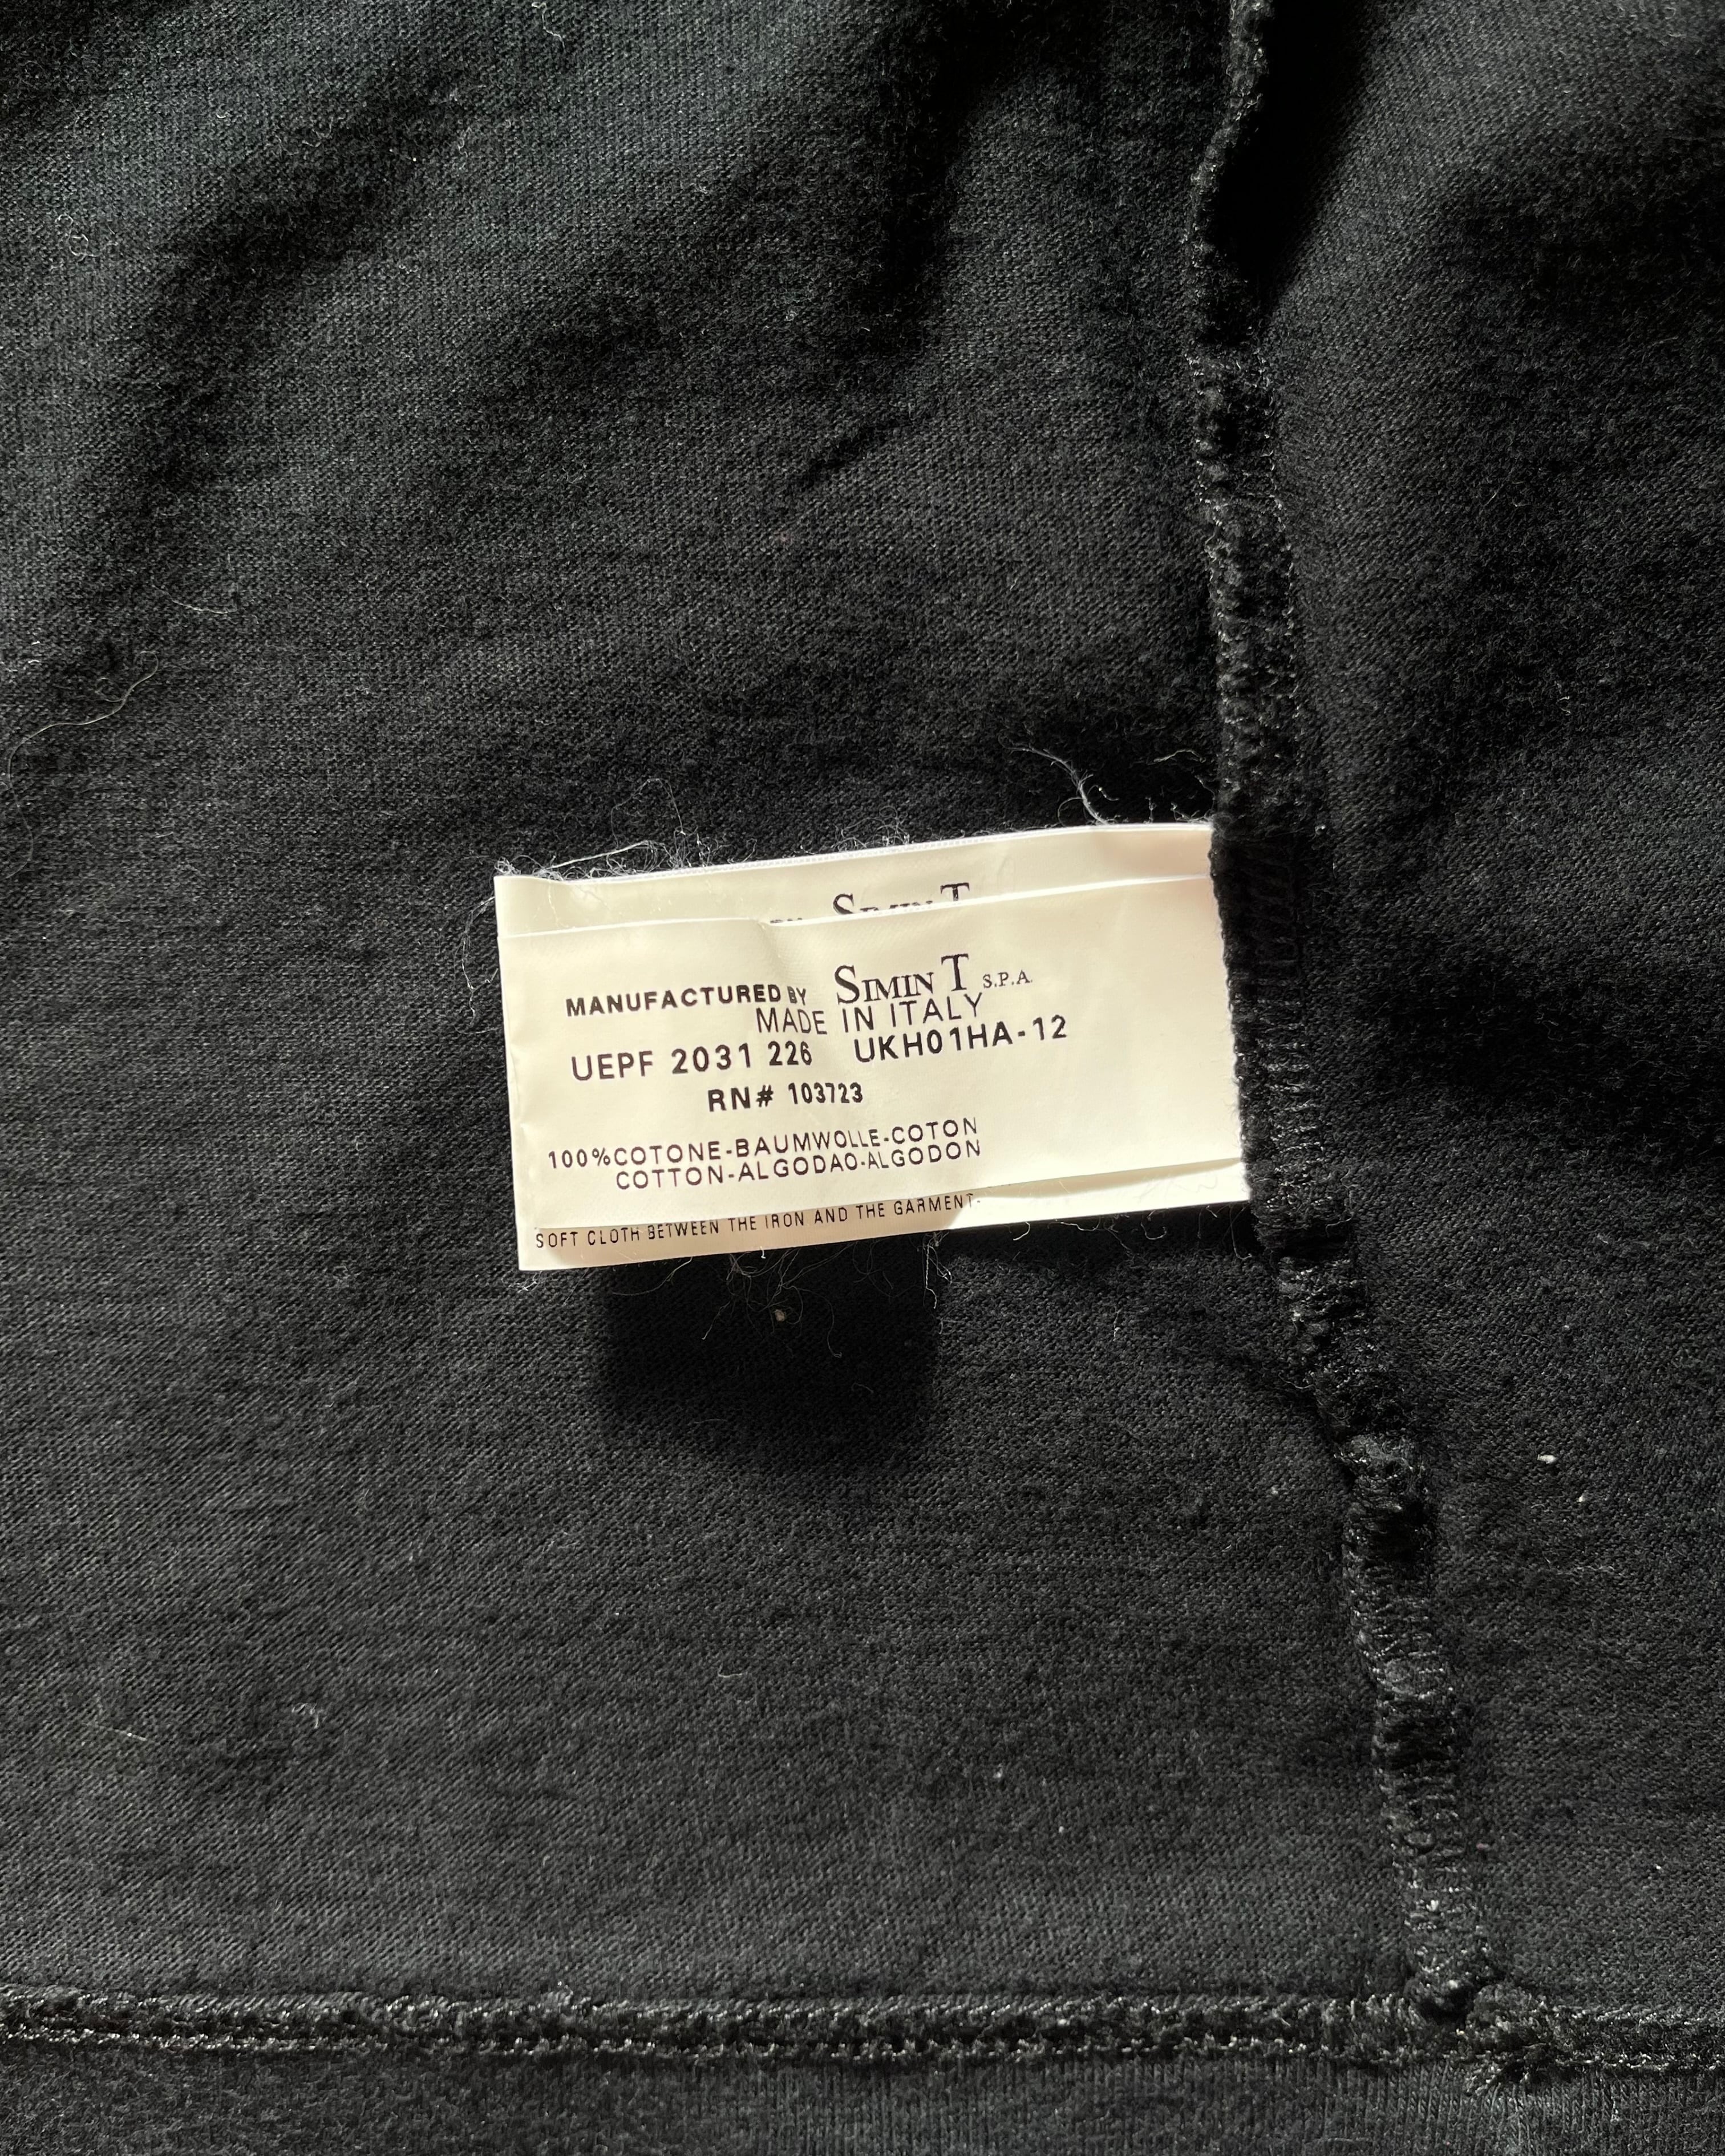 SIMIN T
MANUFACTURED BY SIMIN T S.P.A.
MADE IN ITALY
UEPF 2031 226 UKH01HA-12
RN# 103723
100%COTONE-BAUMWOLLE-COTON
COTTON-ALGODAO-ALGODON
SOFT CLOTH BETWEEN THE IRON AND THE GARMENT-